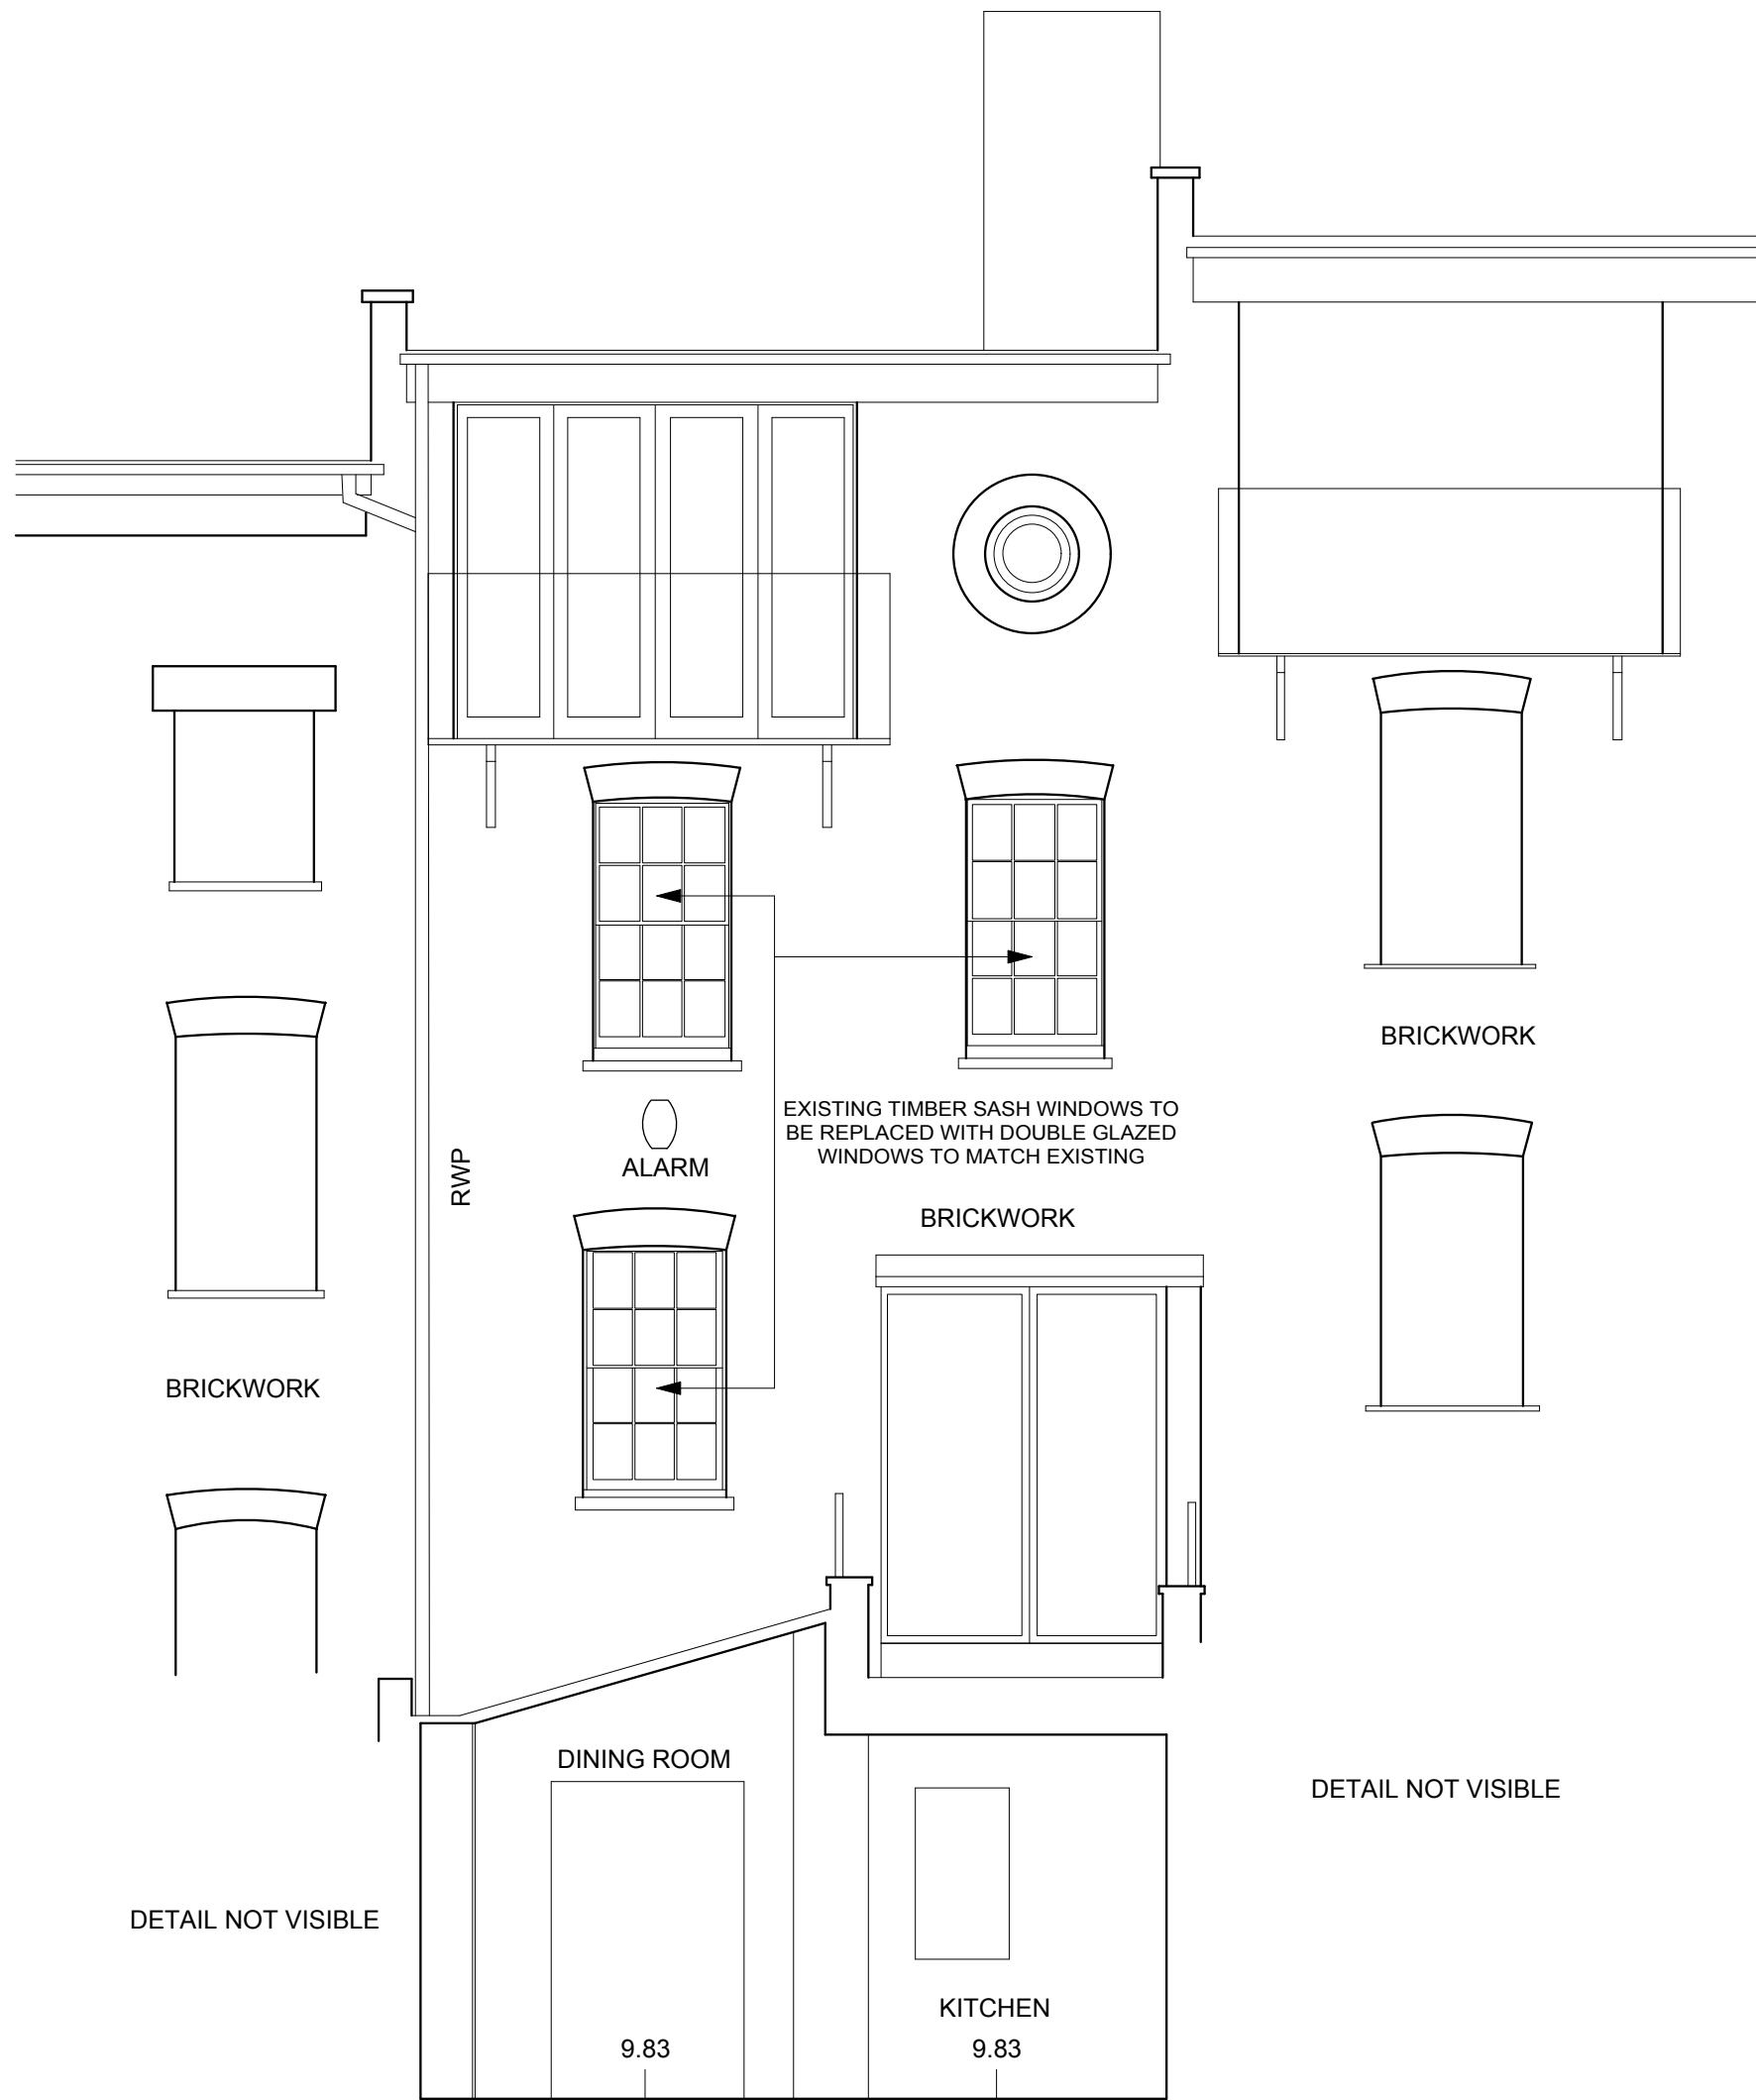 BRICKWORK
EXISTING TIMBER SASH WINDOWS TO
BE REPLACED WITH DOUBLE GLAZED
WINDOWS TO MATCH EXISTING
ALARM
RWP
BRICKWORK
BRICKWORK
DINING ROOM
DETAIL NOT VISIBLE
DETAIL NOT VISIBLE
KITCHEN
9.83
9.83